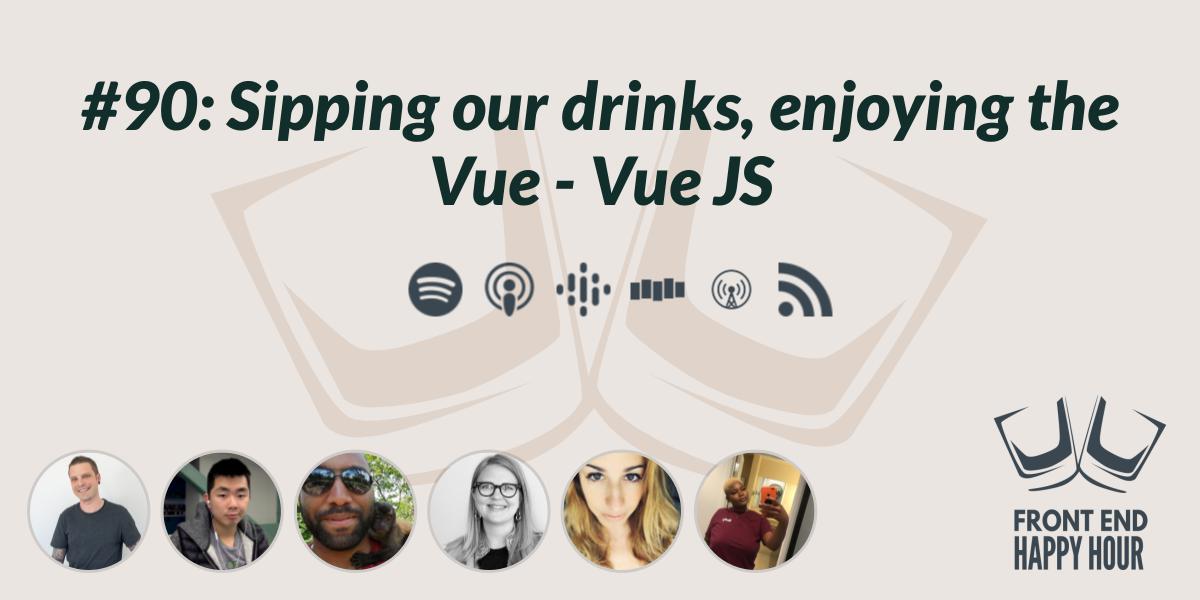 #90: Sipping our drinks, enjoying the
Vue - Vue JS
FRONT END
HAPPY HOUR